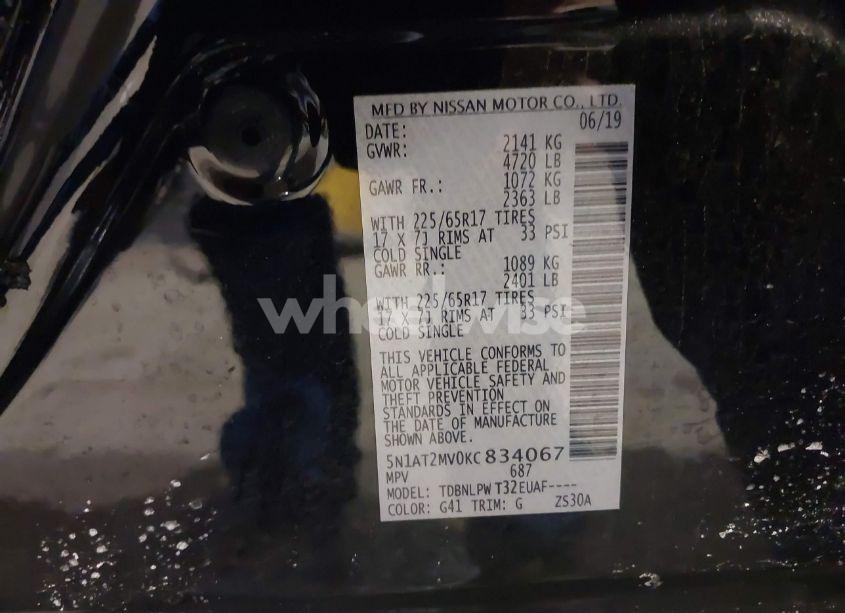 MFD BY NISSAN MOTOR CO., LTD.
DATE: 06/19
GVWR: 2141 KG
4720 LB
GAWR FR.: 1072 KG
2363 LB
WITH 225/65R17 TIRES
17 X 7J RIMS AT 33 PSI
COLD SINGLE
GAWR RR.: 1089 KG
2401 LB
WITH 225/65R17 TIRES
17 X 7J RIMS AT 33 PSI
COLD SINGLE
THIS VEHICLE CONFORMS TO
ALL APPLICABLE FEDERAL
MOTOR VEHICLE SAFETY AND
THEFT PREVENTION
STANDARDS IN EFFECT ON
THE DATE OF MANUFACTURE
SHOWN ABOVE.
5N1AT2MV0KC834067
MPV 687
MODEL: TDBNLPW T32EUAF----
COLOR: G41 TRIM: G ZS30A
wheelwise